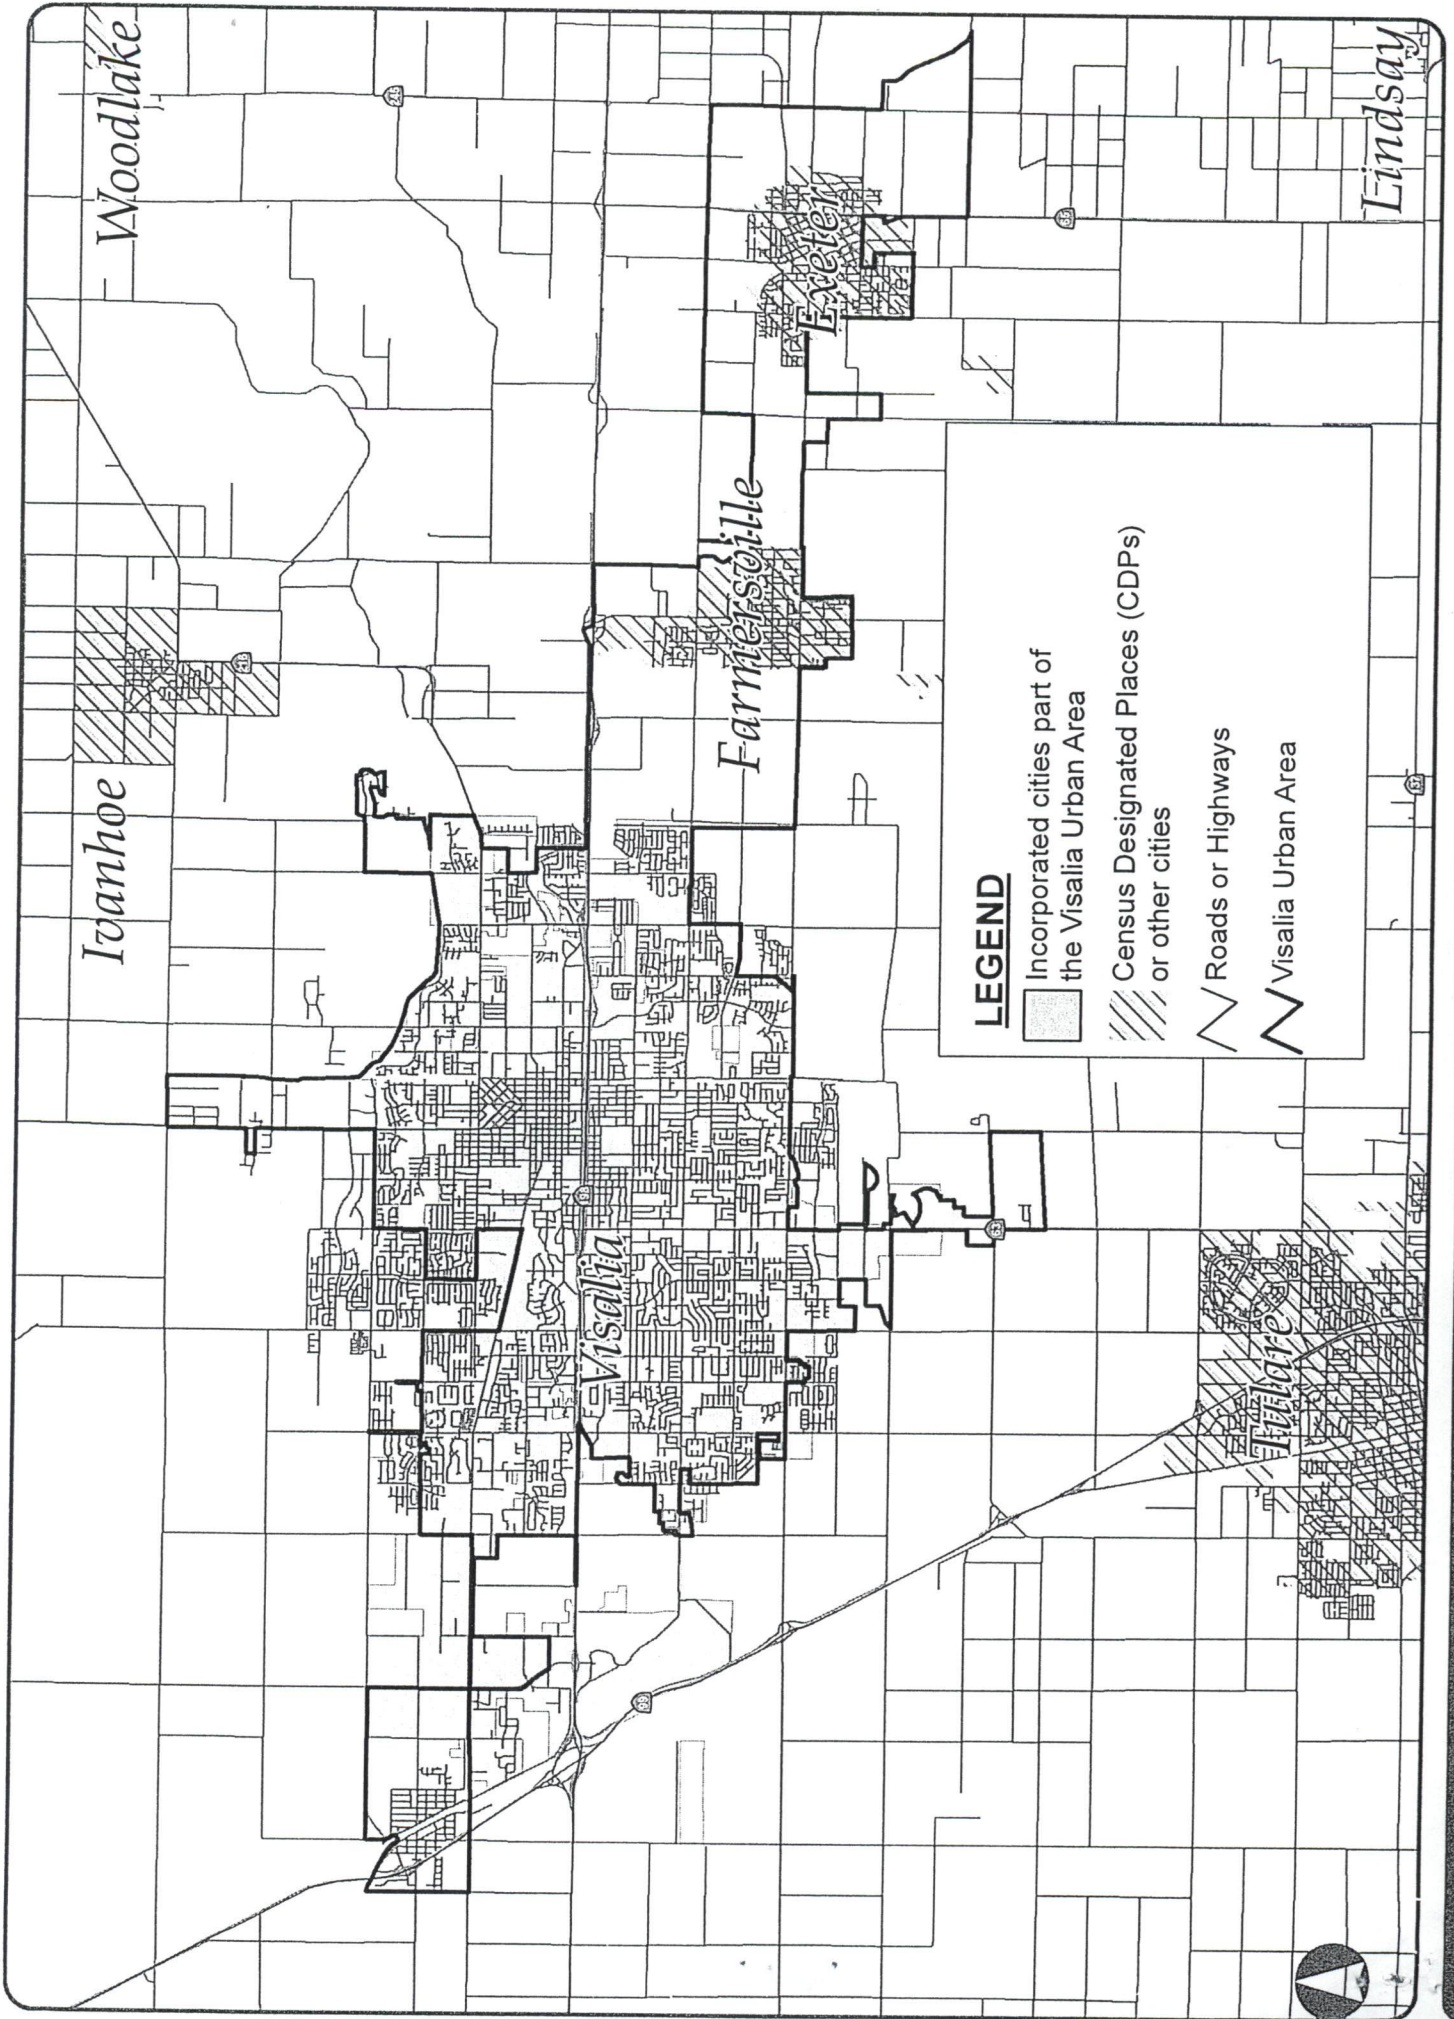 Woodlake
Ivanhoe
Exeter
Farmersville
Visalia
Lindsay
Tulare
LEGEND
Incorporated cities part of
the Visalia Urban Area
Census Designated Places (CDPs)
or other cities
Roads or Highways
Visalia Urban Area